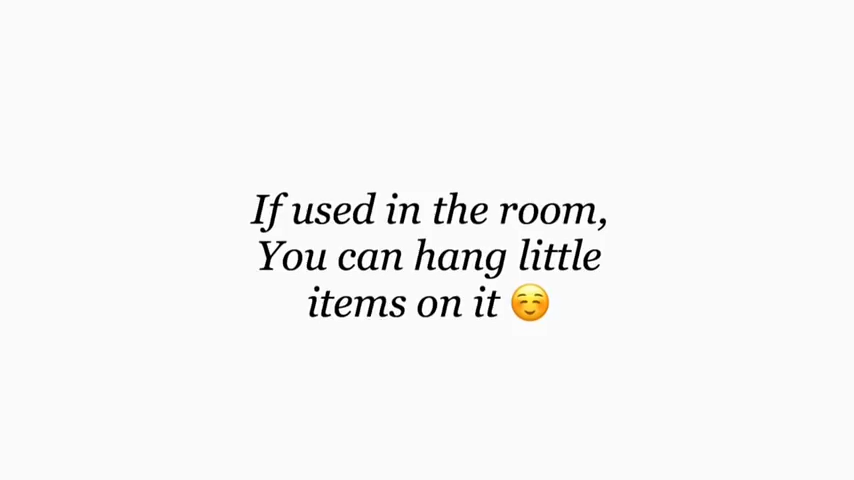 If used in the room,
You can hang little
items on it ☺️